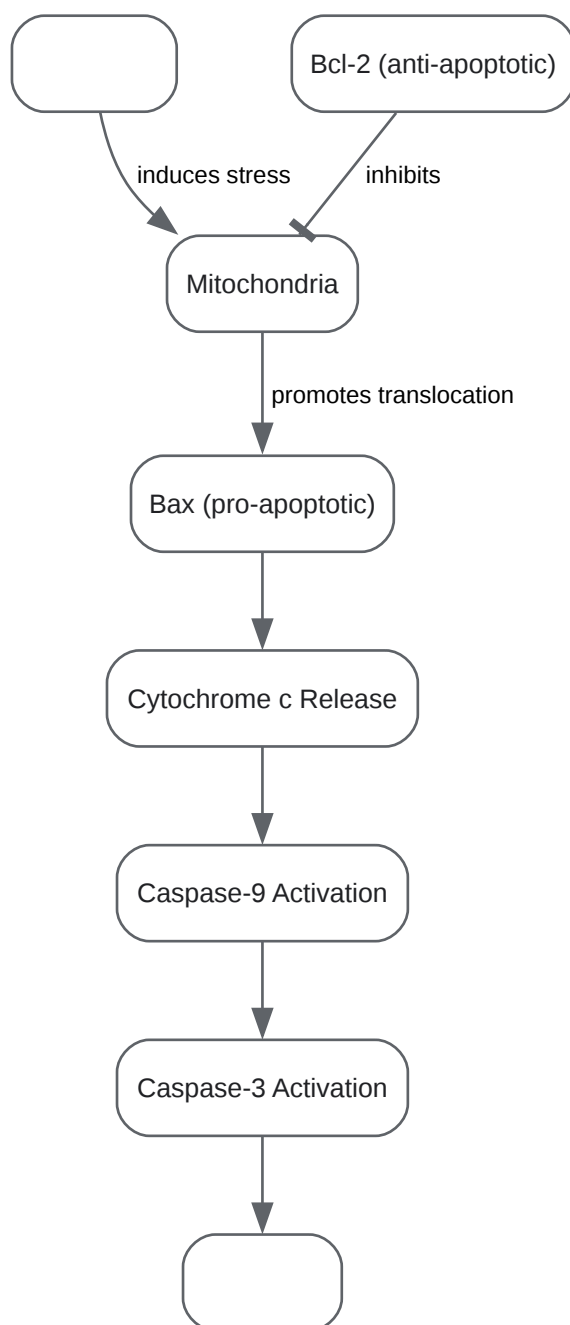 Bcl-2 (anti-apoptotic)
induces stress
inhibits
Mitochondria
promotes translocation
Bax (pro-apoptotic)
Cytochrome c Release
Caspase-9 Activation
Caspase-3 Activation